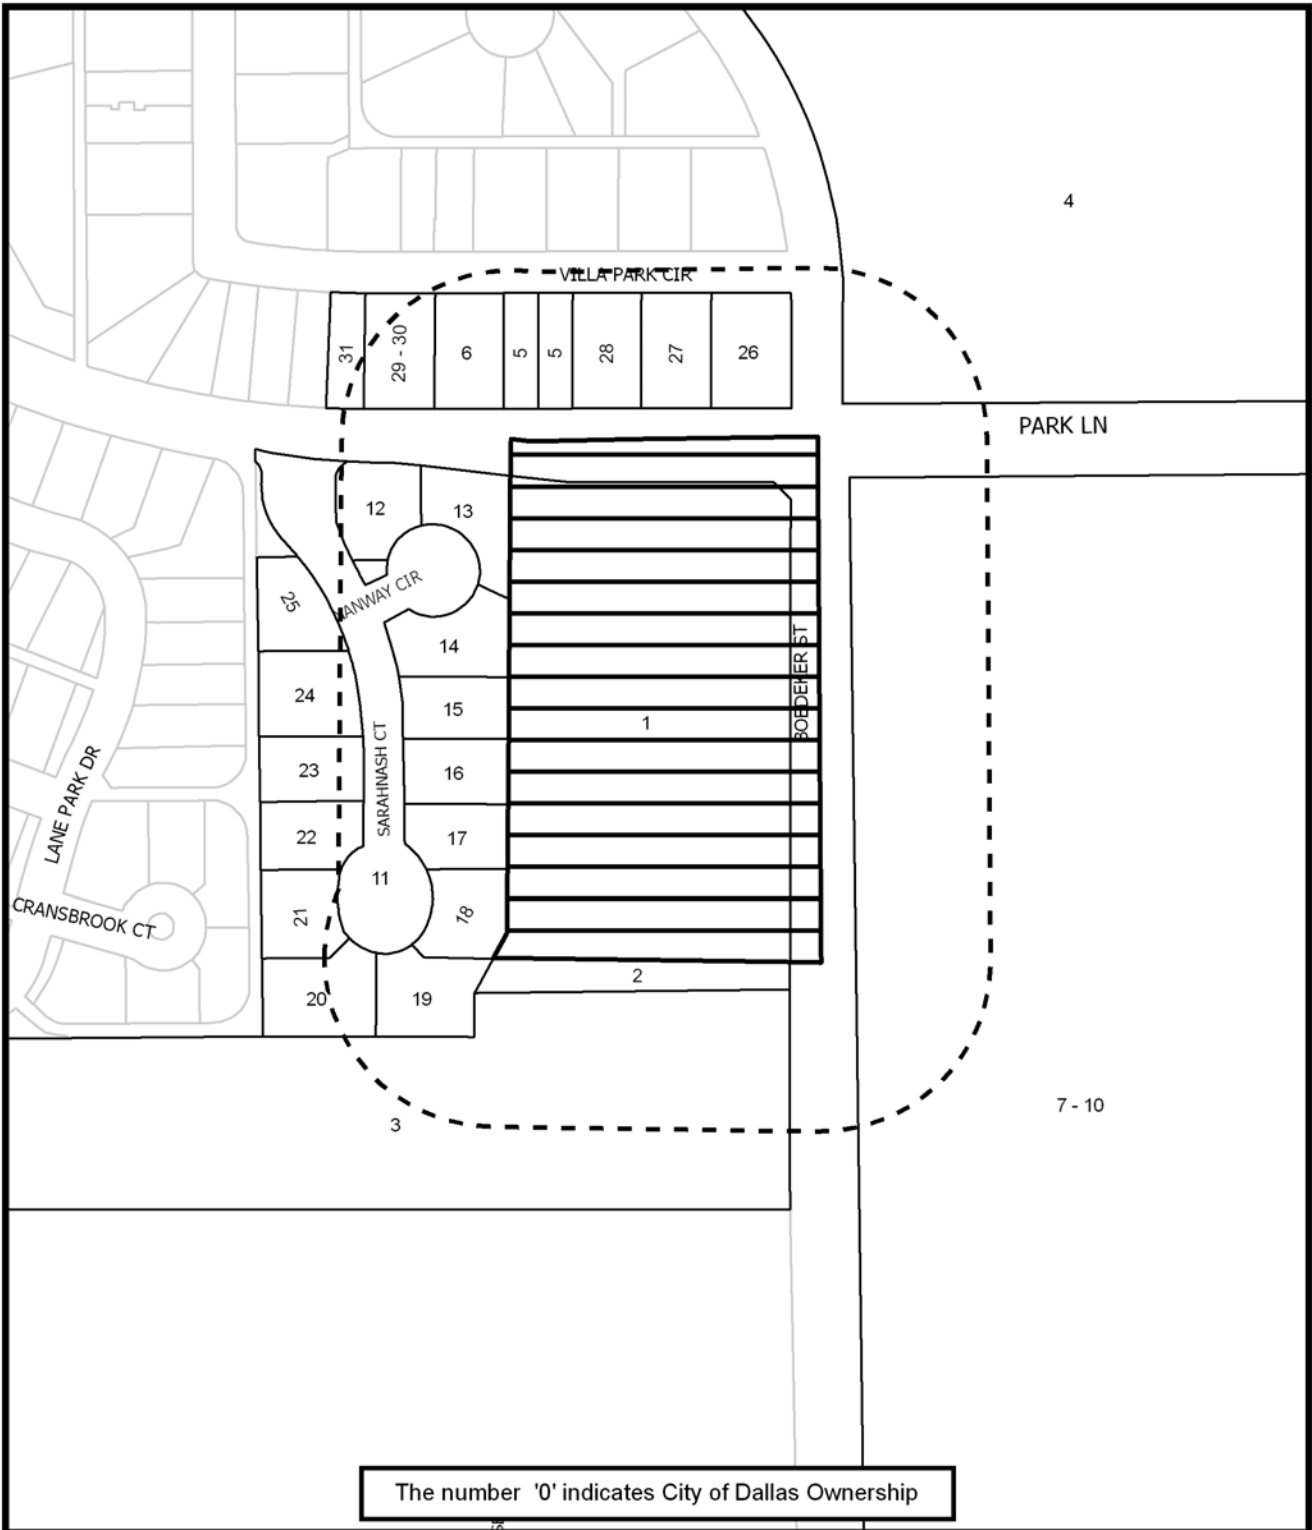 4
VILLA PARK CIR
31
29 - 30
6
5
5
28
27
26
PARK LN
12
13
25
14
24
15
1
BOEDEKER ST
SARAHNASH CT
23
16
LANE PARK DR
22
17
11
CRANSBROOK CT
21
18
2
20
19
3
7 - 10
The number '0' indicates City of Dallas Ownership